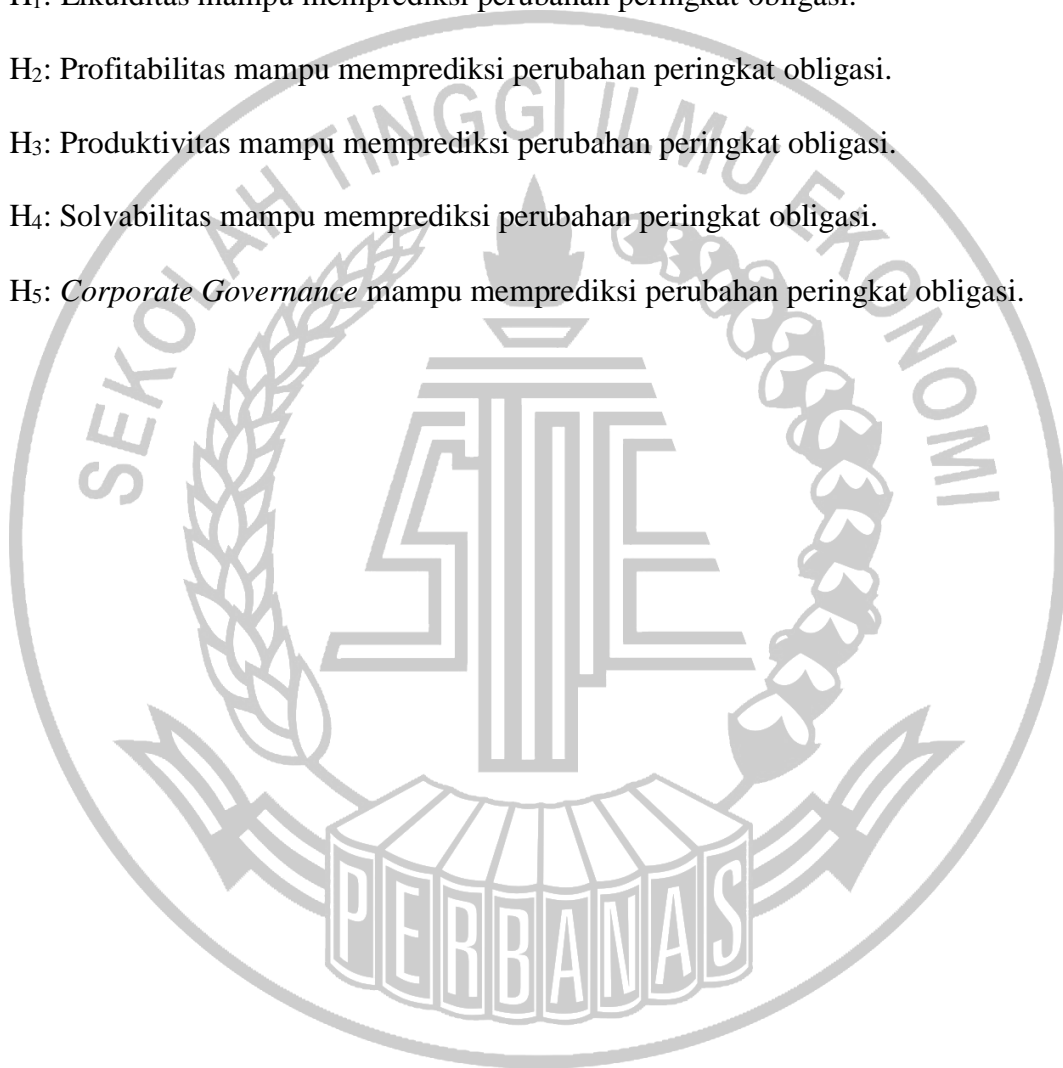 H₁: Likuiditas mampu memprediksi perubahan peringkat obligasi.
H₂: Profitabilitas mampu memprediksi perubahan peringkat obligasi.
H₃: Produktivitas mampu memprediksi perubahan peringkat obligasi.
H₄: Solvabilitas mampu memprediksi perubahan peringkat obligasi.
H₅: Corporate Governance mampu memprediksi perubahan peringkat obligasi.
SEKOLAH TINGGI ILMU EKONOMI
STIE
PERBANAS